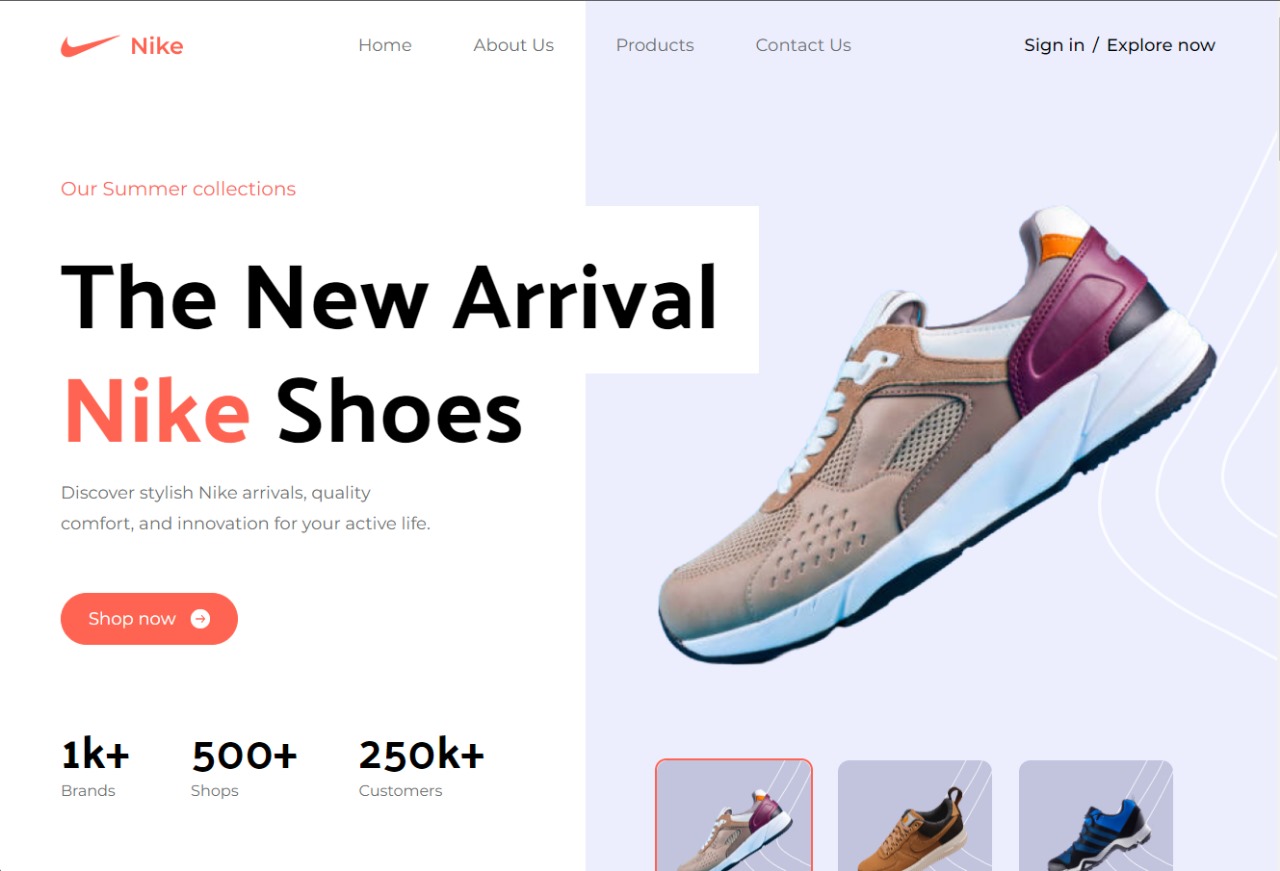 Nike
Home
About Us
Products
Contact Us
Sign in / Explore now
Our Summer collections
The New Arrival
Nike Shoes
Discover stylish Nike arrivals, quality
comfort, and innovation for your active life.
Shop now
1k+
Brands
500+
Shops
250k+
Customers